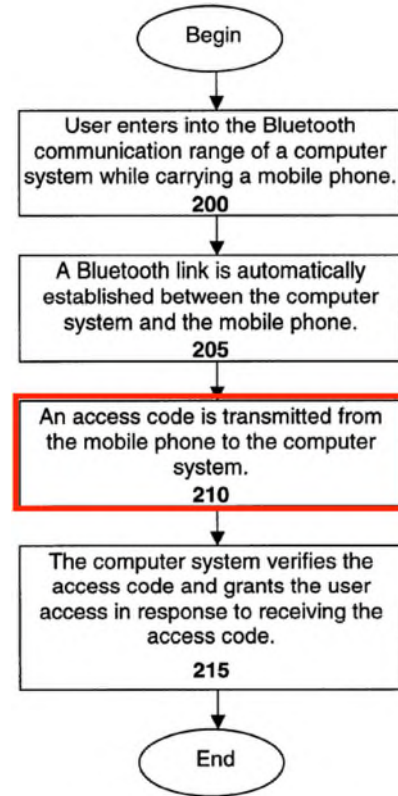 Begin
User enters into the Bluetooth
communication range of a computer
system while carrying a mobile phone.
200
A Bluetooth link is automatically
established between the computer
system and the mobile phone.
205
An access code is transmitted from
the mobile phone to the computer
system.
210
The computer system verifies the
access code and grants the user
access in response to receiving the
access code.
215
End